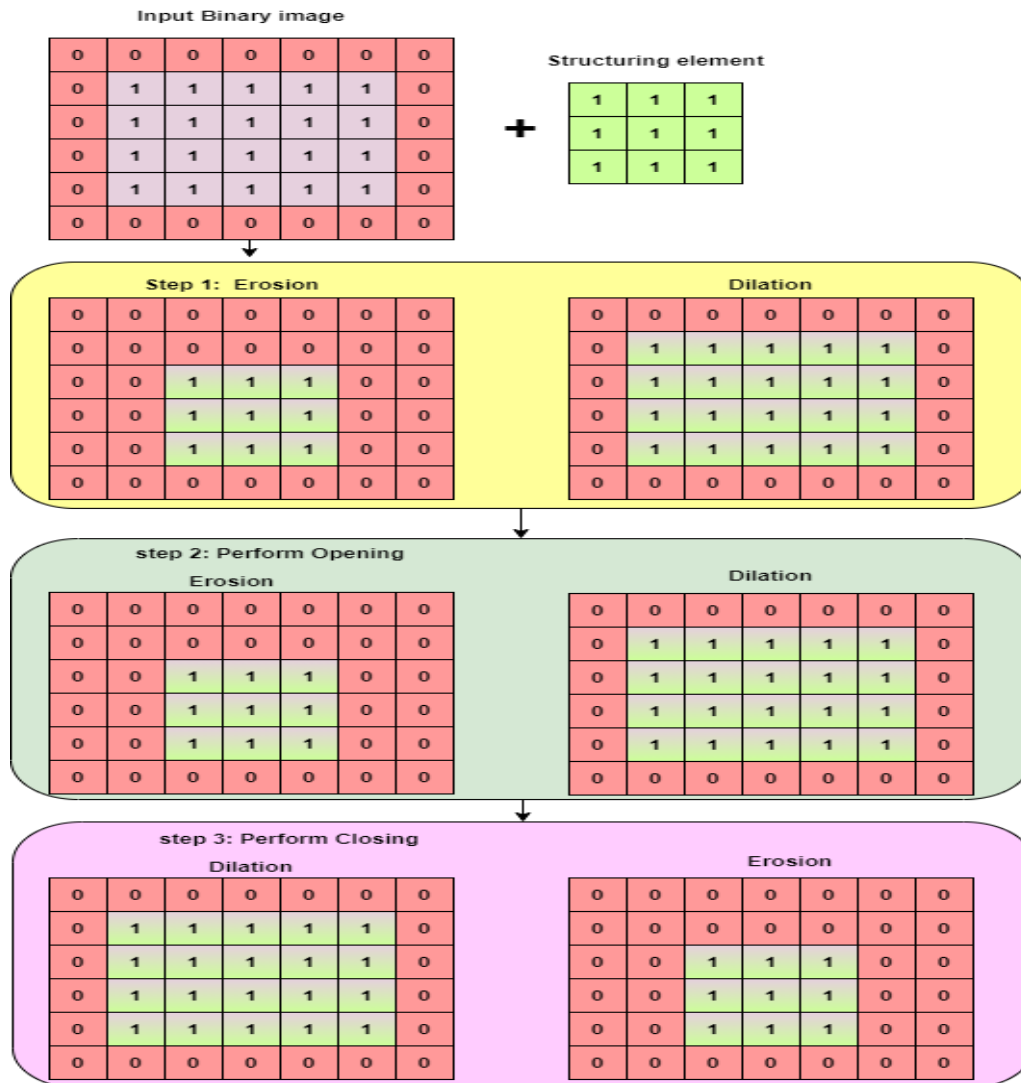 Input Binary image
0 0 0 0 0 0 0
0 1 1 1 1 1 0
0 1 1 1 1 1 0
0 1 1 1 1 1 0
0 1 1 1 1 1 0
0 0 0 0 0 0 0
+
Structuring element
1 1 1
1 1 1
1 1 1
Step 1: Erosion
0 0 0 0 0 0 0
0 0 0 0 0 0 0
0 0 1 1 1 0 0
0 0 1 1 1 0 0
0 0 1 1 1 0 0
0 0 0 0 0 0 0
Dilation
0 0 0 0 0 0 0
0 1 1 1 1 1 0
0 1 1 1 1 1 0
0 1 1 1 1 1 0
0 1 1 1 1 1 0
0 0 0 0 0 0 0
step 2: Perform Opening
Erosion
0 0 0 0 0 0 0
0 0 0 0 0 0 0
0 0 1 1 1 0 0
0 0 1 1 1 0 0
0 0 1 1 1 0 0
0 0 0 0 0 0 0
Dilation
0 0 0 0 0 0 0
0 1 1 1 1 1 0
0 1 1 1 1 1 0
0 1 1 1 1 1 0
0 1 1 1 1 1 0
0 0 0 0 0 0 0
step 3: Perform Closing
Dilation
0 0 0 0 0 0 0
0 1 1 1 1 1 0
0 1 1 1 1 1 0
0 1 1 1 1 1 0
0 1 1 1 1 1 0
0 0 0 0 0 0 0
Erosion
0 0 0 0 0 0 0
0 0 0 0 0 0 0
0 0 1 1 1 0 0
0 0 1 1 1 0 0
0 0 1 1 1 0 0
0 0 0 0 0 0 0